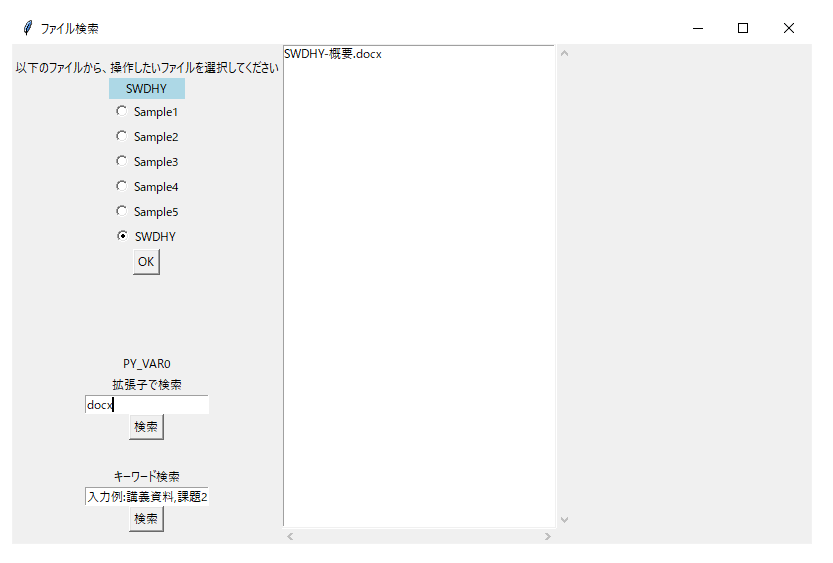 ファイル検索
以下のファイルから、操作したいファイルを選択してください
SWDHY
Sample1
Sample2
Sample3
Sample4
Sample5
SWDHY
OK
PY_VAR0
拡張子で検索
docx
検索
キーワード検索
入力例:講義資料,課題2
検索
SWDHY-概要.docx